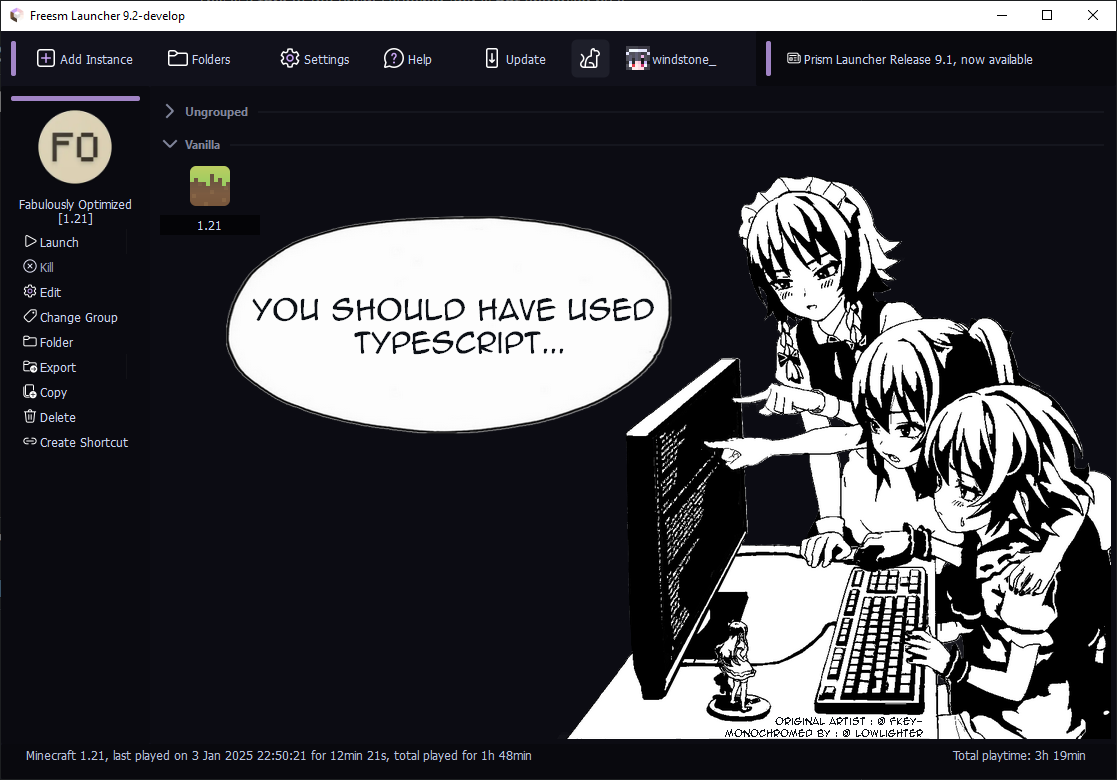 Freesm Launcher 9.2-develop
Add Instance
Folders
Settings
Help
Update
windstone_
Prism Launcher Release 9.1, now available
FO
Fabulously Optimized
[1.21]
Launch
Kill
Edit
Change Group
Folder
Export
Copy
Delete
Create Shortcut
Ungrouped
Vanilla
1.21
YOU SHOULD HAVE USED
TYPESCRIPT...
ORIGINAL ARTIST : @ FKEY-
MONOCHROMED BY : @ LOWLIGHTER
Minecraft 1.21, last played on 3 Jan 2025 22:50:21 for 12min 21s, total played for 1h 48min
Total playtime: 3h 19min